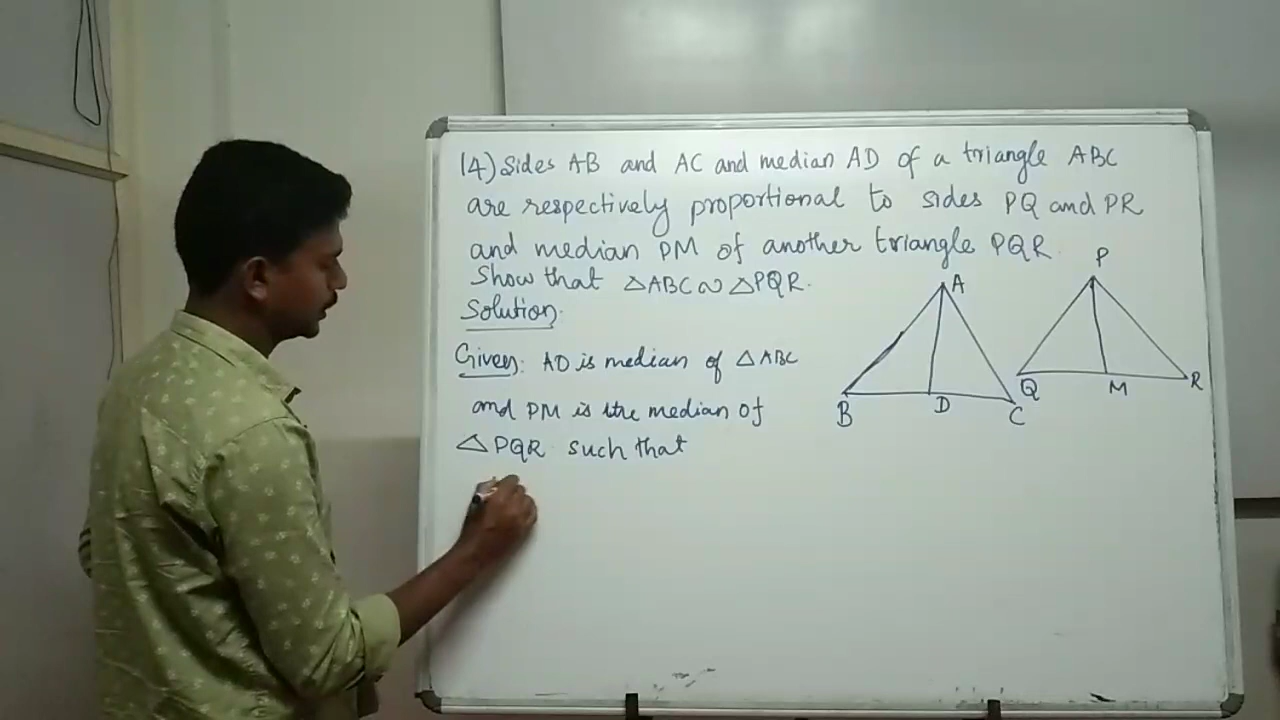 14) Sides AB and AC and median AD of a triangle ABC
are respectively proportional to sides PQ and PR
and median PM of another triangle PQR.
Show that △ABC ~ △PQR.
Solution.
Given: AD is median of △ABC
and PM is the median of
△PQR such that
A
B
D
C
P
Q
M
R